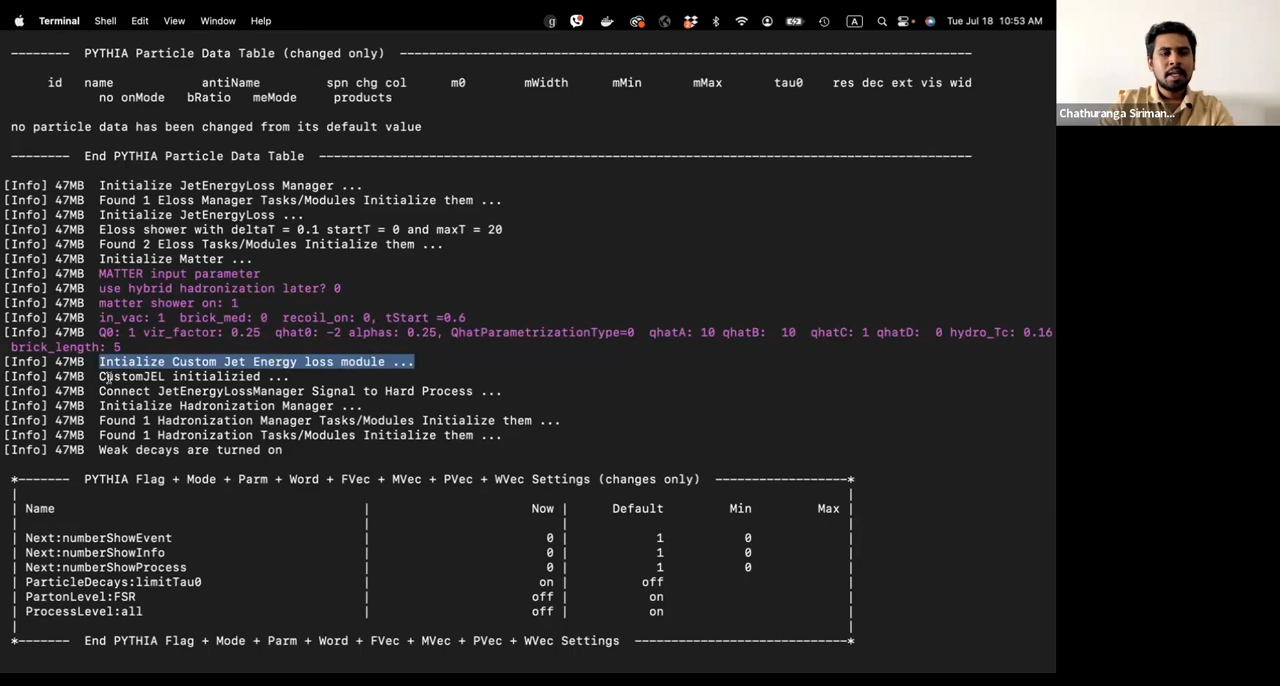 Terminal Shell Edit View Window Help Tue Jul 18 10:53 AM
-------- PYTHIA Particle Data Table (changed only) ------------------------------------------------------------------------------
id name antiName spn chg col m0 mWidth mMin mMax tau0 res dec ext vis wid
no onMode bRatio meMode products
no particle data has been changed from its default value
-------- End PYTHIA Particle Data Table -----------------------------------------------------------------------------------------
[Info] 47MB Initialize JetEnergyLoss Manager ...
[Info] 47MB Found 1 Eloss Manager Tasks/Modules Initialize them ...
[Info] 47MB Initialize JetEnergyLoss ...
[Info] 47MB Eloss shower with deltaT = 0.1 startT = 0 and maxT = 20
[Info] 47MB Found 2 Eloss Tasks/Modules Initialize them ...
[Info] 47MB Initialize Matter ...
[Info] 47MB MATTER input parameter
[Info] 47MB use hybrid hadronization later? 0
[Info] 47MB matter shower on: 1
[Info] 47MB in_vac: 1 brick_med: 0 recoil_on: 0, tStart =0.6
[Info] 47MB Q0: 1 vir_factor: 0.25 qhat0: -2 alphas: 0.25, QhatParametrizationType=0 qhatA: 10 qhatB: 10 qhatC: 1 qhatD: 0 hydro_Tc: 0.16
brick_length: 5
[Info] 47MB Intialize Custom Jet Energy loss module ...
[Info] 47MB CustomJEL initializied ...
[Info] 47MB Connect JetEnergyLossManager Signal to Hard Process ...
[Info] 47MB Initialize Hadronization Manager ...
[Info] 47MB Found 1 Hadronization Manager Tasks/Modules Initialize them ...
[Info] 47MB Found 1 Hadronization Tasks/Modules Initialize them ...
[Info] 47MB Weak decays are turned on
*------- PYTHIA Flag + Mode + Parm + Word + FVec + MVec + PVec + WVec Settings (changes only) ------------------*
| Name | Now | Default Min Max |
| Next:numberShowEvent | 0 | 1 0 |
| Next:numberShowInfo | 0 | 1 0 |
| Next:numberShowProcess | 0 | 1 0 |
| ParticleDecays:limitTau0 | on | off |
| PartonLevel:FSR | off | on |
| ProcessLevel:all | off | on |
*------- End PYTHIA Flag + Mode + Parm + Word + FVec + MVec + PVec + WVec Settings -----------------------------*
Chathuranga Siriman...